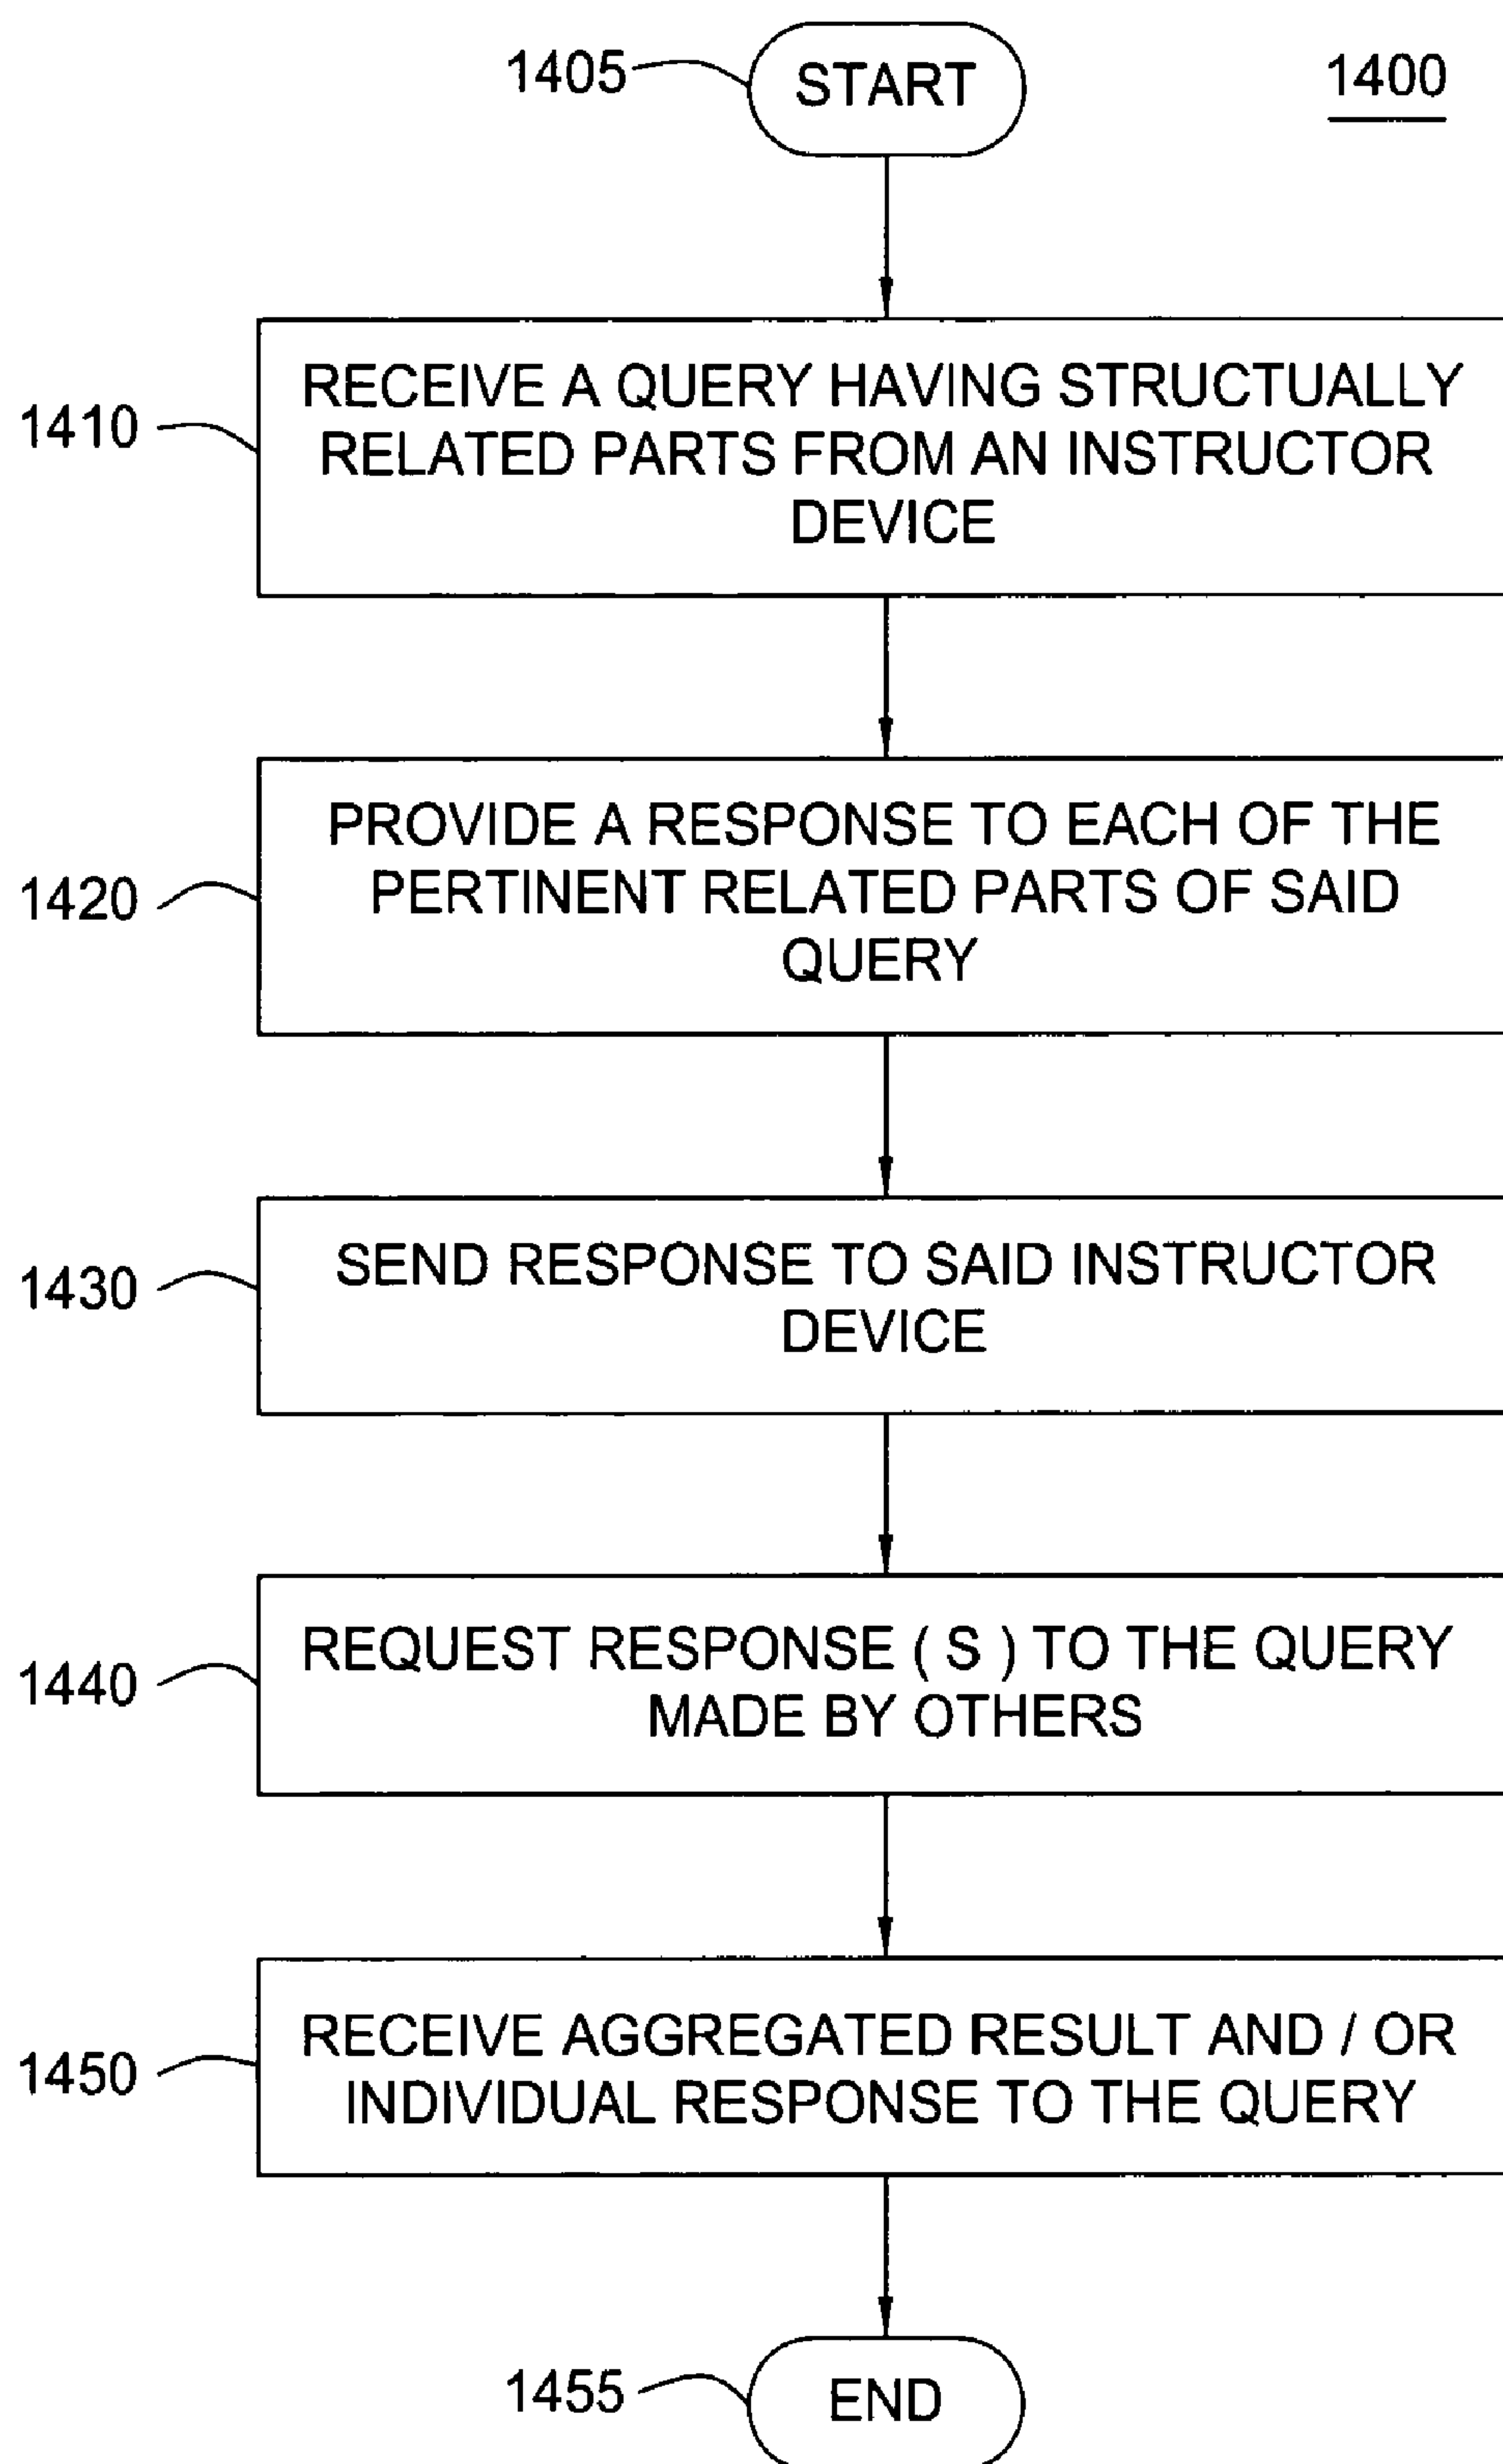 1405
START
1400
1410
RECEIVE A QUERY HAVING STRUCTUALLY
RELATED PARTS FROM AN INSTRUCTOR
DEVICE
1420
PROVIDE A RESPONSE TO EACH OF THE
PERTINENT RELATED PARTS OF SAID
QUERY
1430
SEND RESPONSE TO SAID INSTRUCTOR
DEVICE
1440
REQUEST RESPONSE ( S ) TO THE QUERY
MADE BY OTHERS
1450
RECEIVE AGGREGATED RESULT AND / OR
INDIVIDUAL RESPONSE TO THE QUERY
1455
END